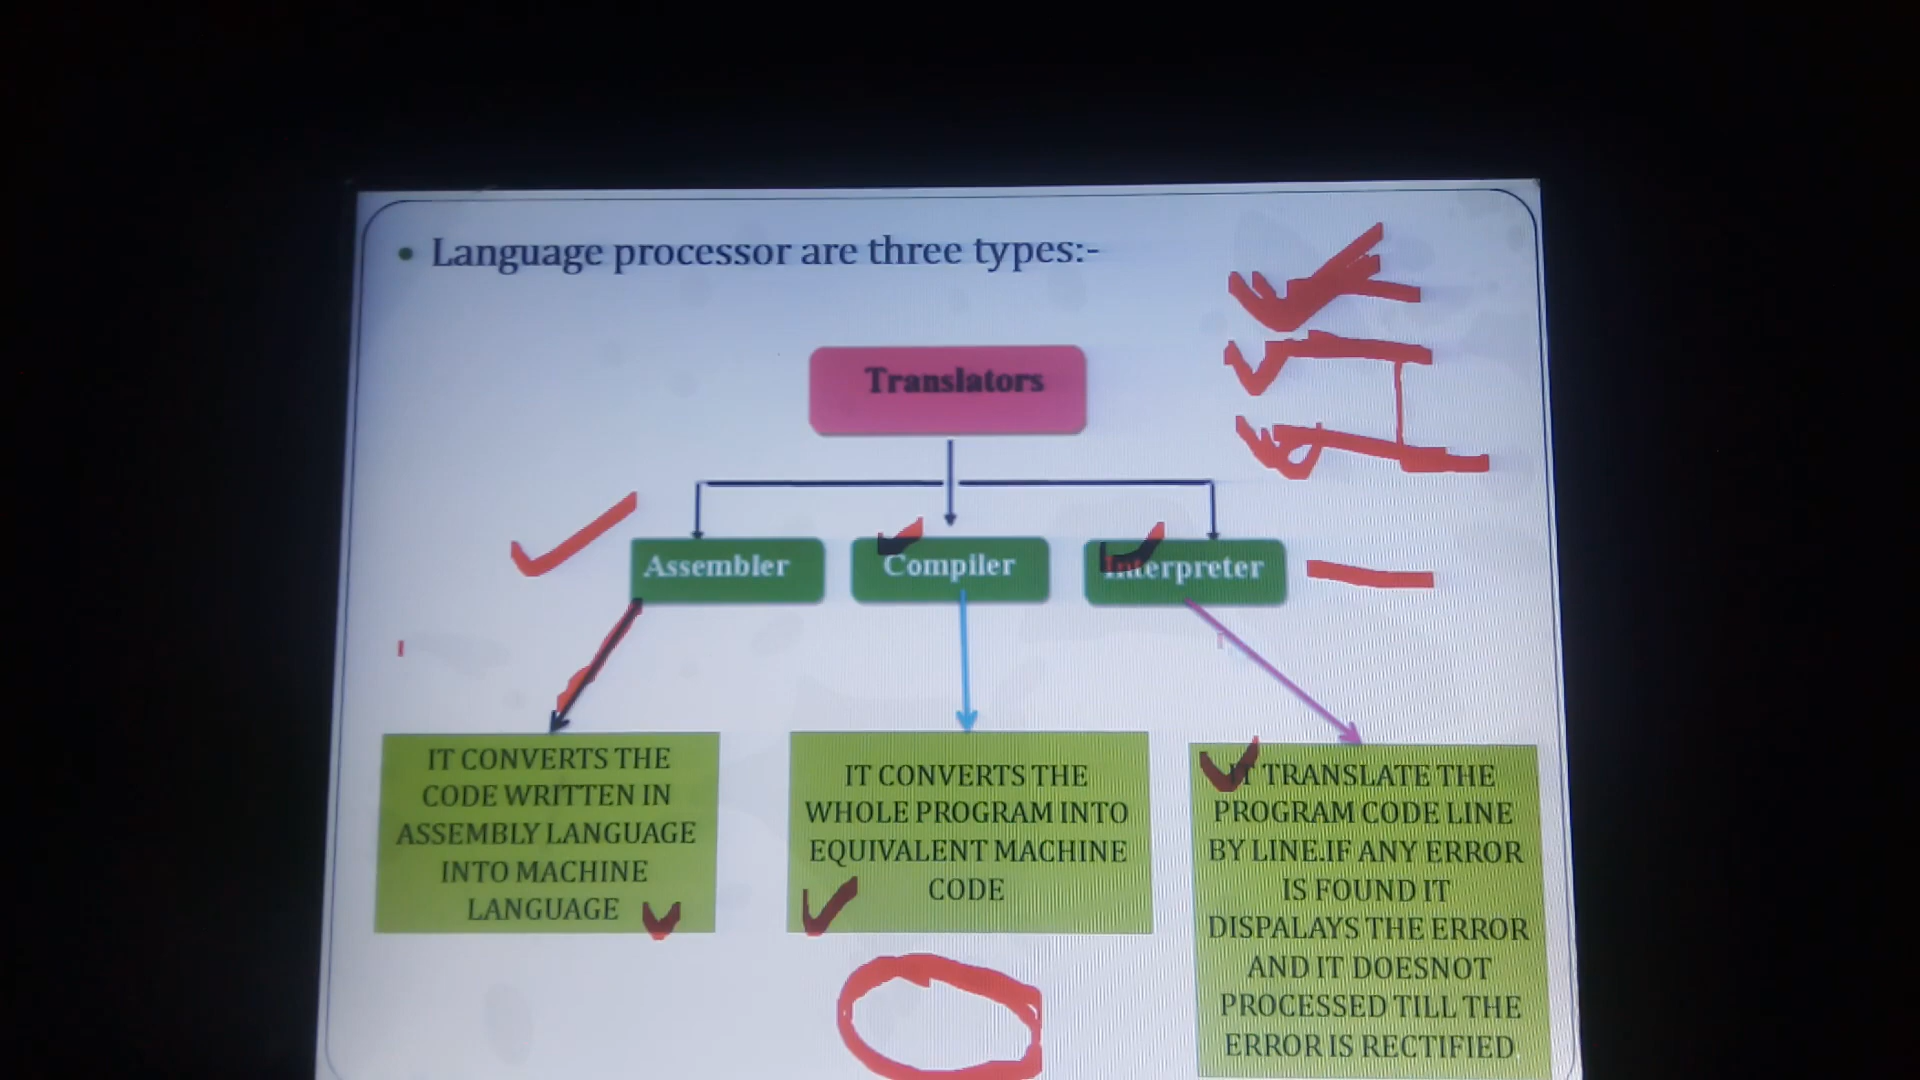 • Language processor are three types:-
Translators
Assembler
Compiler
Interpreter
IT CONVERTS THE
CODE WRITTEN IN
ASSEMBLY LANGUAGE
INTO MACHINE
LANGUAGE
IT CONVERTS THE
WHOLE PROGRAM INTO
EQUIVALENT MACHINE
CODE
IT TRANSLATE THE
PROGRAM CODE LINE
BY LINE.IF ANY ERROR
IS FOUND IT
DISPALAYS THE ERROR
AND IT DOESNOT
PROCESSED TILL THE
ERROR IS RECTIFIED